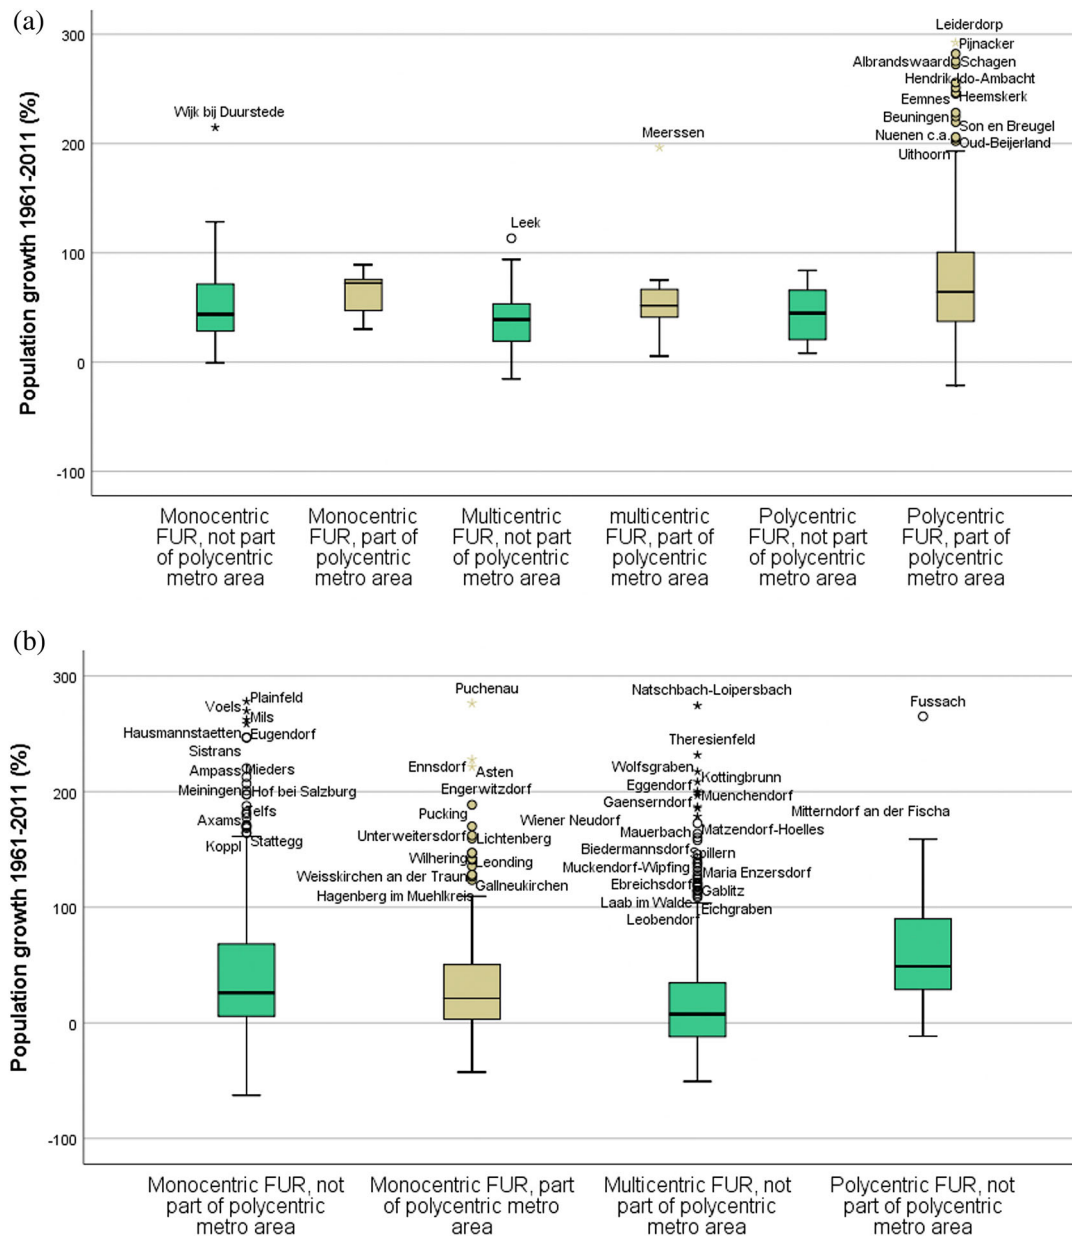 (a)
Population growth 1961-2011 (%)
300
200
100
0
-100
Wijk bij Duurstede
Leek
Meerssen
Leiderdorp
Pijnacker
Albrandswaard Schagen
Hendrik-Ido-Ambacht
Eemnes Heemskerk
Beuningen
Son en Breugel
Nuenen c.a.
Oud-Beijerland
Uithoorn
Monocentric
FUR, not part
of polycentric
metro area
Monocentric
FUR, part of
polycentric
metro area
Multicentric
FUR, not part
of polycentric
metro area
multicentric
FUR, part of
polycentric
metro area
Polycentric
FUR, not part
of polycentric
metro area
Polycentric
FUR, part of
polycentric
metro area
(b)
Population growth 1961-2011 (%)
300
200
100
0
-100
Plainfeld
Voels
Mils
Hausmannstaetten Eugendorf
Sistrans
Ampass Mieders
Meiningen Hof bei Salzburg
Telfs
Axams
Stattegg
Koppl
Puchenau
Ennsdorf Asten
Engerwitzdorf
Pucking
Unterweitersdorf Lichtenberg
Wilhering Leonding
Weisskirchen an der Traun
Gallneukirchen
Hagenberg im Muehlkreis
Natschbach-Loipersbach
Theresienfeld
Wolfsgraben
Kottingbrunn
Eggendorf
Muenchendorf
Gaenserndorf
Wiener Neudorf
Mauerbach Matzendorf-Hoelles
Biedermannsdorf Spillern
Muckendorf-Wipfing Maria Enzersdorf
Ebreichsdorf Gablitz
Laab im Walde
Eichgraben
Leobendorf
Fussach
Mitterndorf an der Fischa
Monocentric FUR, not
part of polycentric
metro area
Monocentric FUR, part
of polycentric metro
area
Multicentric FUR, not
part of polycentric
metro area
Polycentric FUR, not
part of polycentric
metro area